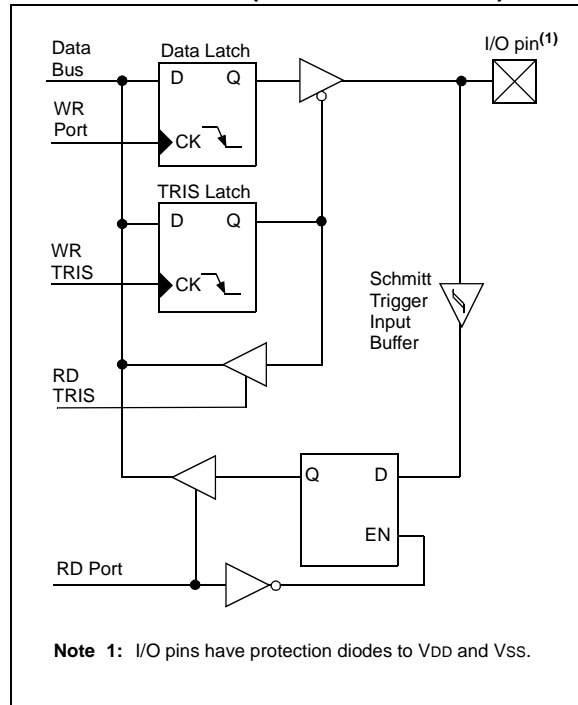 Data
Bus
Data Latch
I/O pin(1)
D Q
WR
Port
CK
TRIS Latch
D Q
WR
TRIS
CK
Schmitt
Trigger
Input
Buffer
RD
TRIS
Q D
EN
RD Port
Note 1: I/O pins have protection diodes to VDD and VSS.